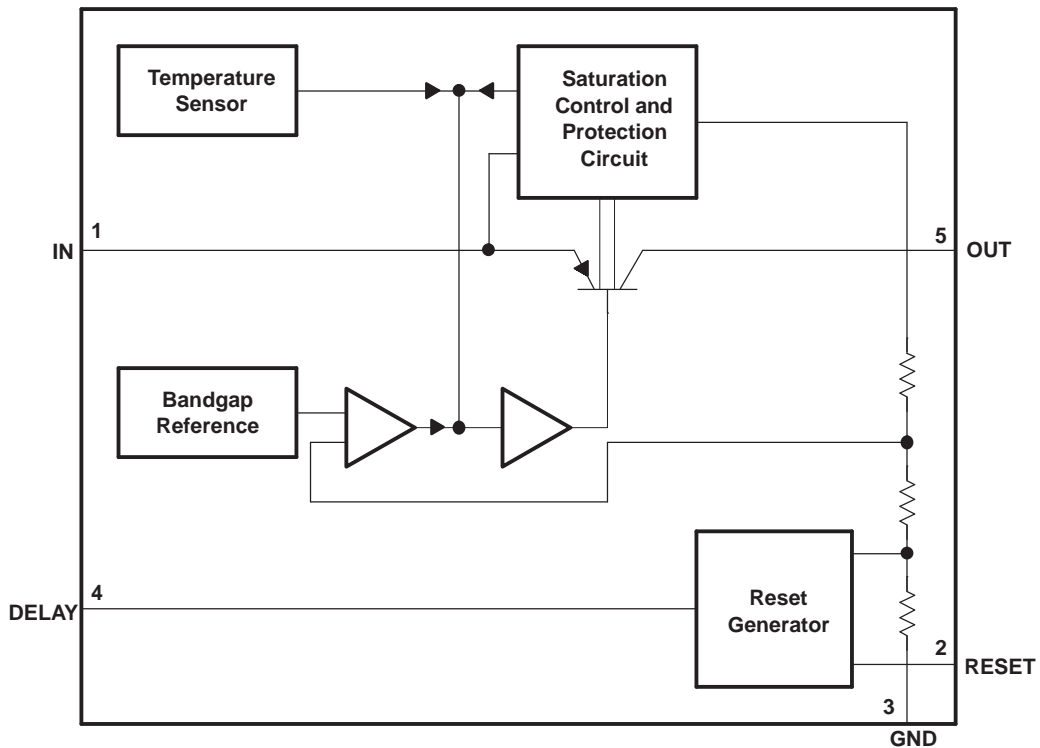 Temperature
Sensor
Saturation
Control and
Protection
Circuit
1
IN
5
OUT
Bandgap
Reference
4
DELAY
Reset
Generator
2
RESET
3
GND